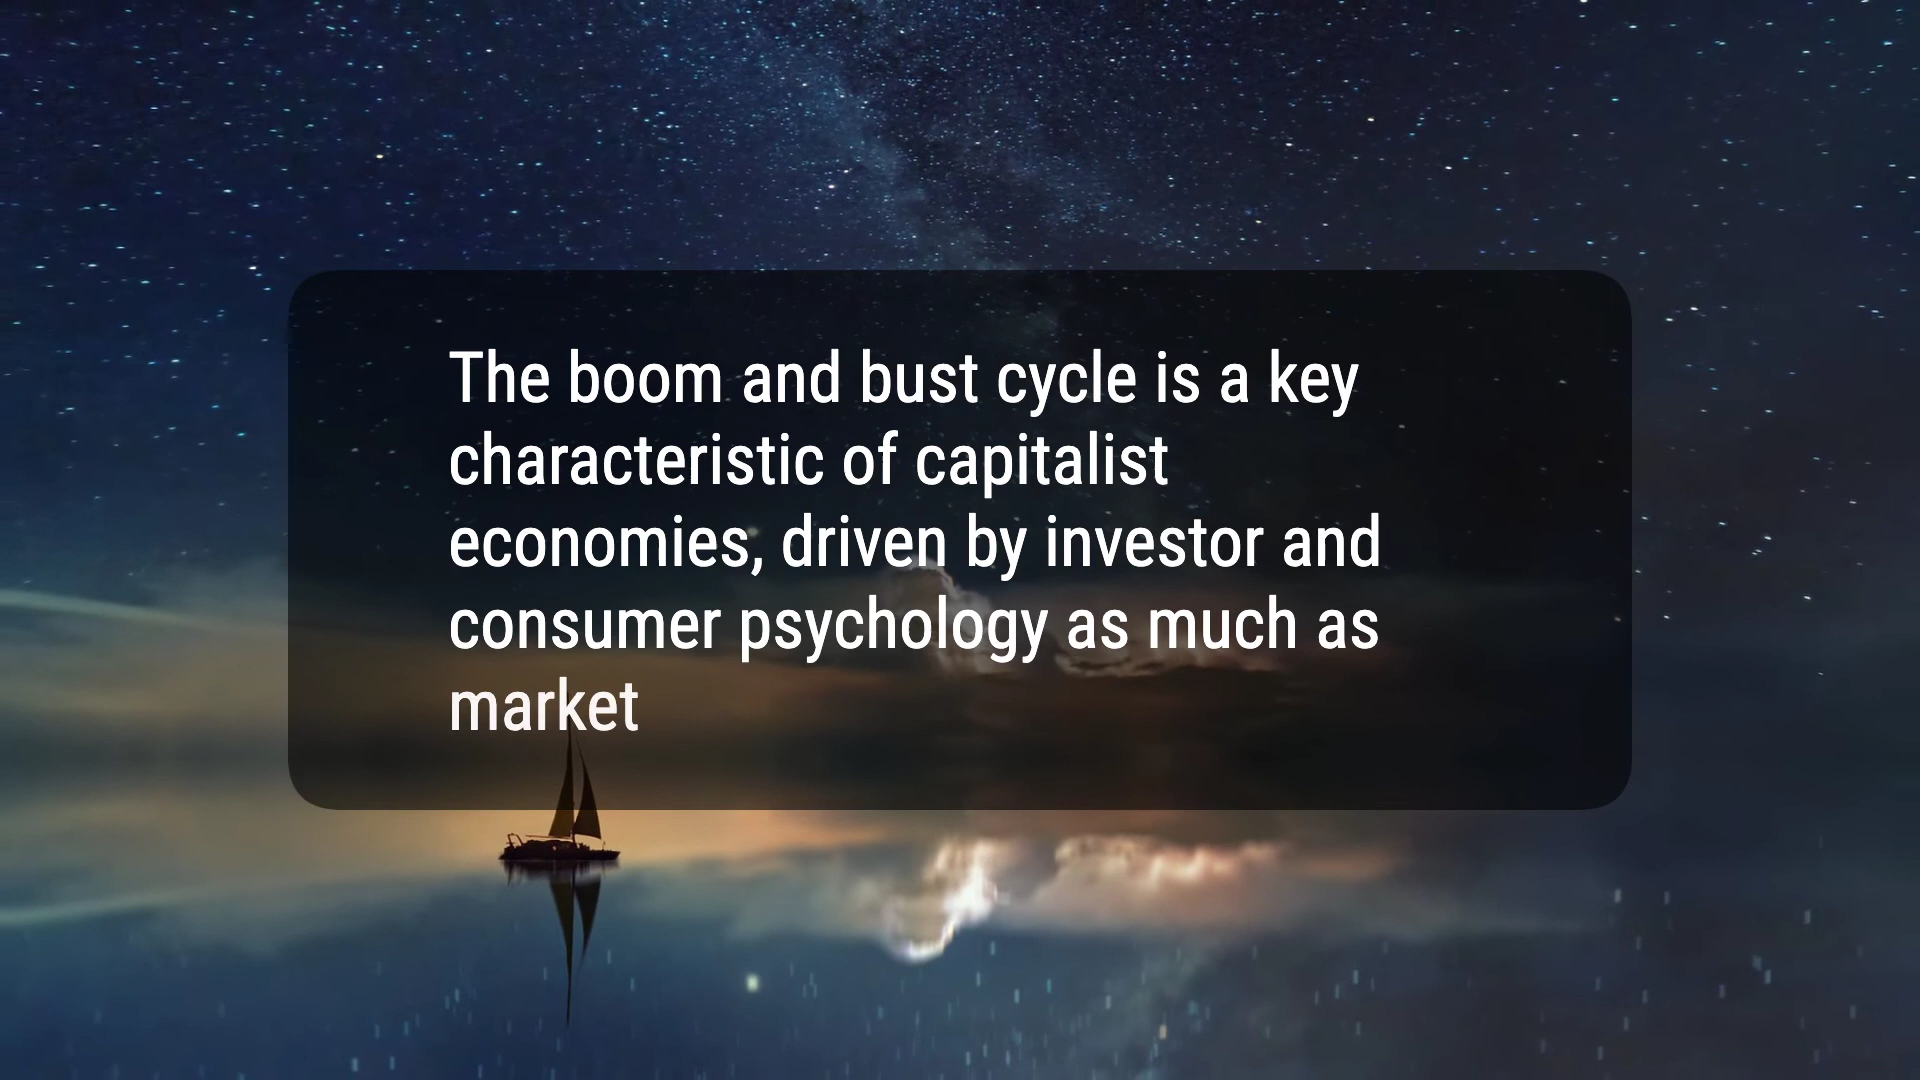 The boom and bust cycle is a key
characteristic of capitalist
economies, driven by investor and
consumer psychology as much as
market